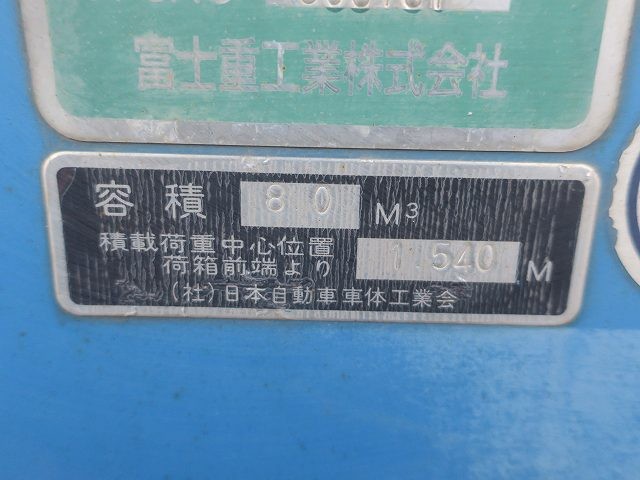 富士重工業株式会社
容積 8 0 M³
積載荷重中心位置
荷箱前端より 1.540 M
(社)日本自動車車体工業会